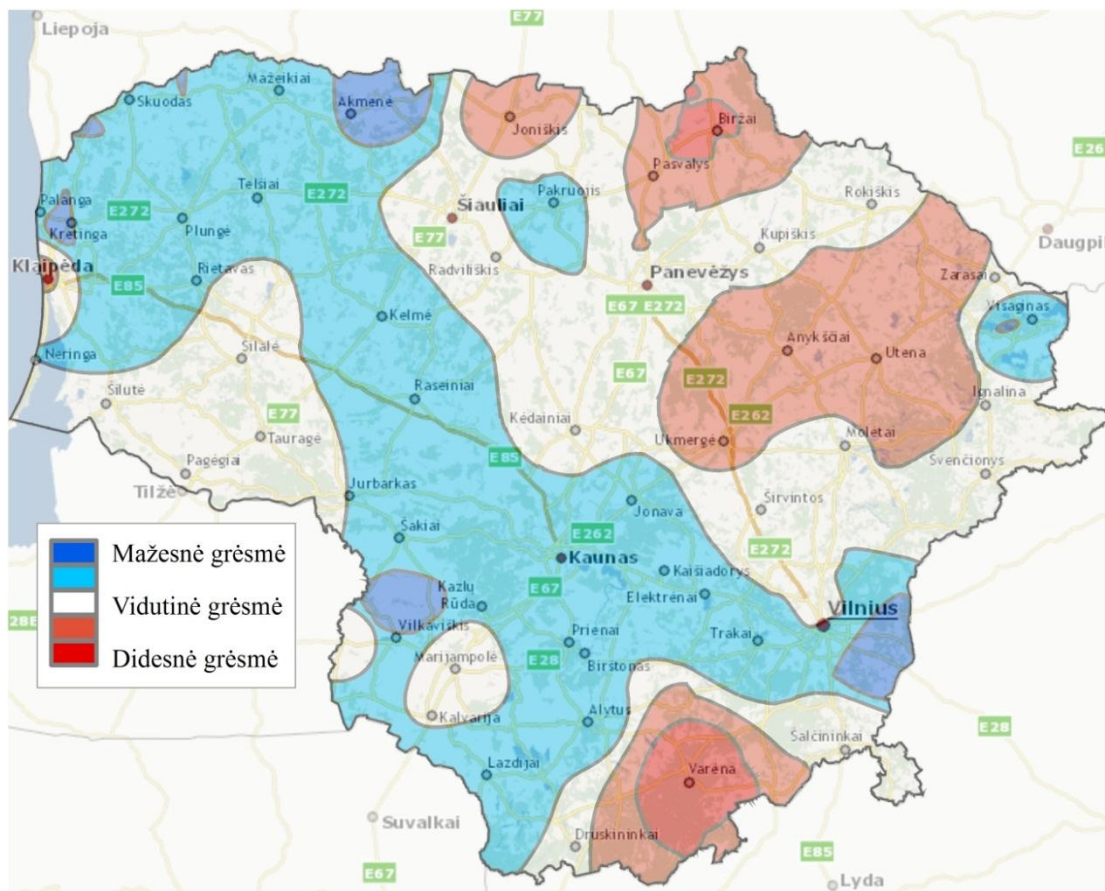 Liepoja
E77
Mažeikiai
Skuodas
Akmenė
Joniškis
Biržai
E26
Pasvalys
Telšiai
E272
Pakruojis
Rokiškis
Palanga
E272
Plungė
Šiauliai
Kretinga
E77
Kupiškis
Daugpil
Radviliškis
Klaipėda
Rietavas
Panevėžys
Zarasai
E85
E67 E272
Visaginas
Kelmė
Neringa
Šilalė
Anykščiai
Utena
E67
E272
Šilutė
Raseiniai
Ignalina
E77
Kėdainiai
E262
Tauragė
Ukmergė
Molėtai
E85
Pagėgiai
Švenčionys
Tilžė
Jurbarkas
Jonava
Širvintos
Šakiai
E262
E272
Mažesnė grėsmė
Kaunas
Kaišiadorys
E67
Elektrėnai
Vidutinė grėsmė
Kazlų
Rūda
Vilnius
28E
Vilkaviškis
Prienai
Trakai
Didesnė grėsmė
Marijampolė
E28
Birštonas
Kalvarija
Alytus
E28
Šalčininkai
Lazdijai
Varėna
Suvalkai
Druskininkai
E67
E85
Lyda